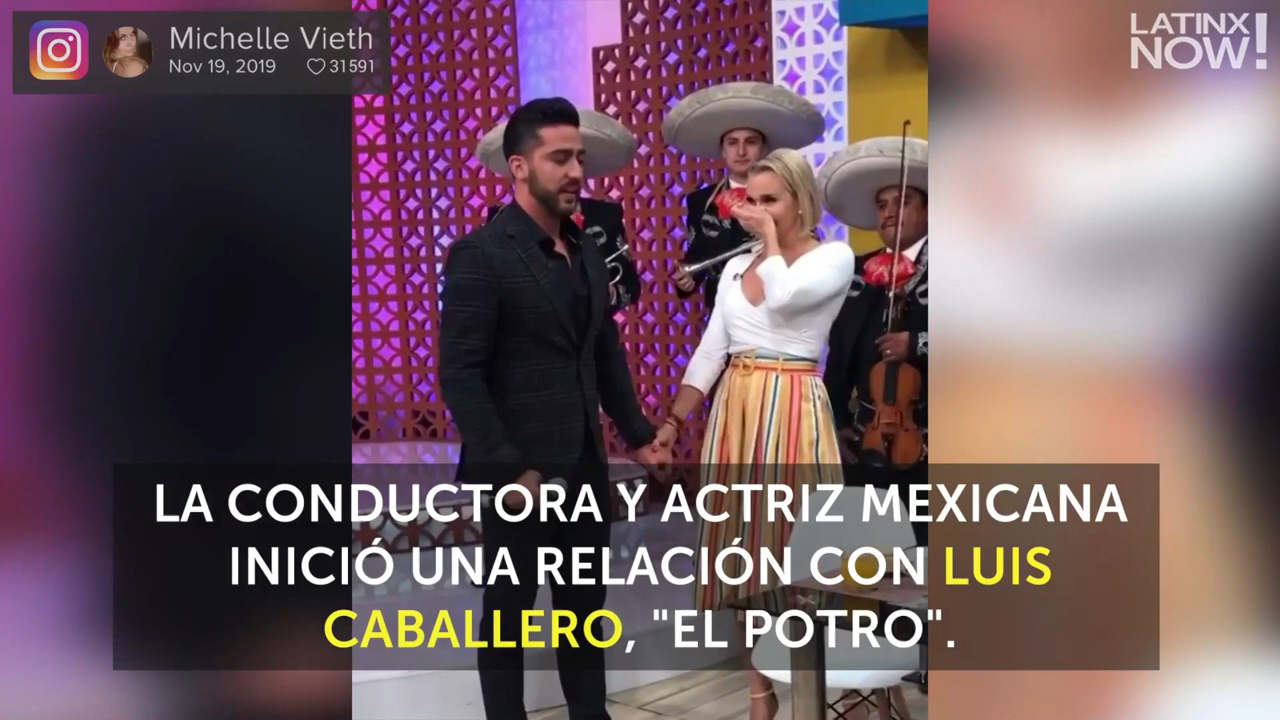 Michelle Vieth
Nov 19, 2019 31591
LATINX
NOW!
LA CONDUCTORA Y ACTRIZ MEXICANA
INICIÓ UNA RELACIÓN CON LUIS
CABALLERO, "EL POTRO".